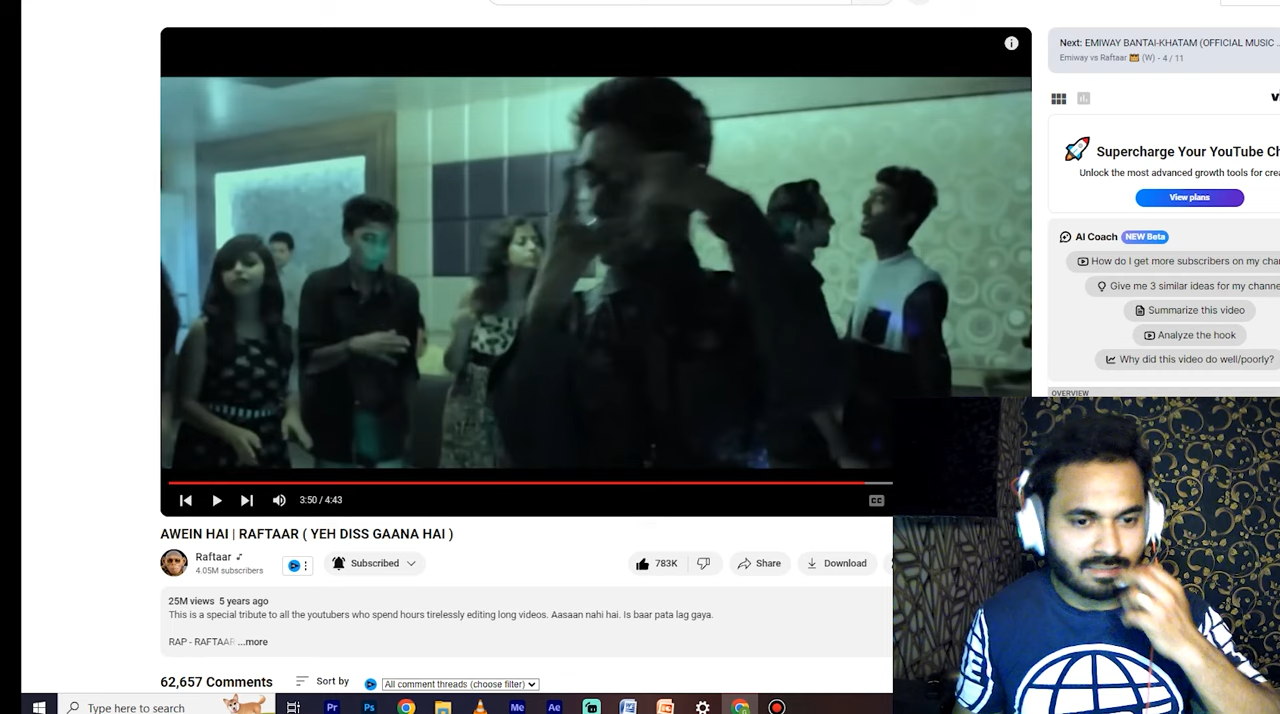 Next: EMIWAY BANTAI-KHATAM (OFFICIAL MUSIC ...
Emiway vs Raftaar 👑 (W) - 4 / 11
Supercharge Your YouTube Ch
Unlock the most advanced growth tools for crea
View plans
AI Coach NEW Beta
How do I get more subscribers on my cha
Give me 3 similar ideas for my channe
Summarize this video
Analyze the hook
Why did this video do well/poorly?
OVERVIEW
3:50 / 4:43
CC
AWEIN HAI | RAFTAAR ( YEH DISS GAANA HAI )
Raftaar
4.05M subscribers
Subscribed
783K
Share
Download
25M views 5 years ago
This is a special tribute to all the youtubers who spend hours tirelessly editing long videos. Aasaan nahi hai. Is baar pata lag gaya.
RAP - RAFTAAR ...more
62,657 Comments
Sort by
All comment threads (choose filter)
Type here to search
Pr
Ps
Me
Ae